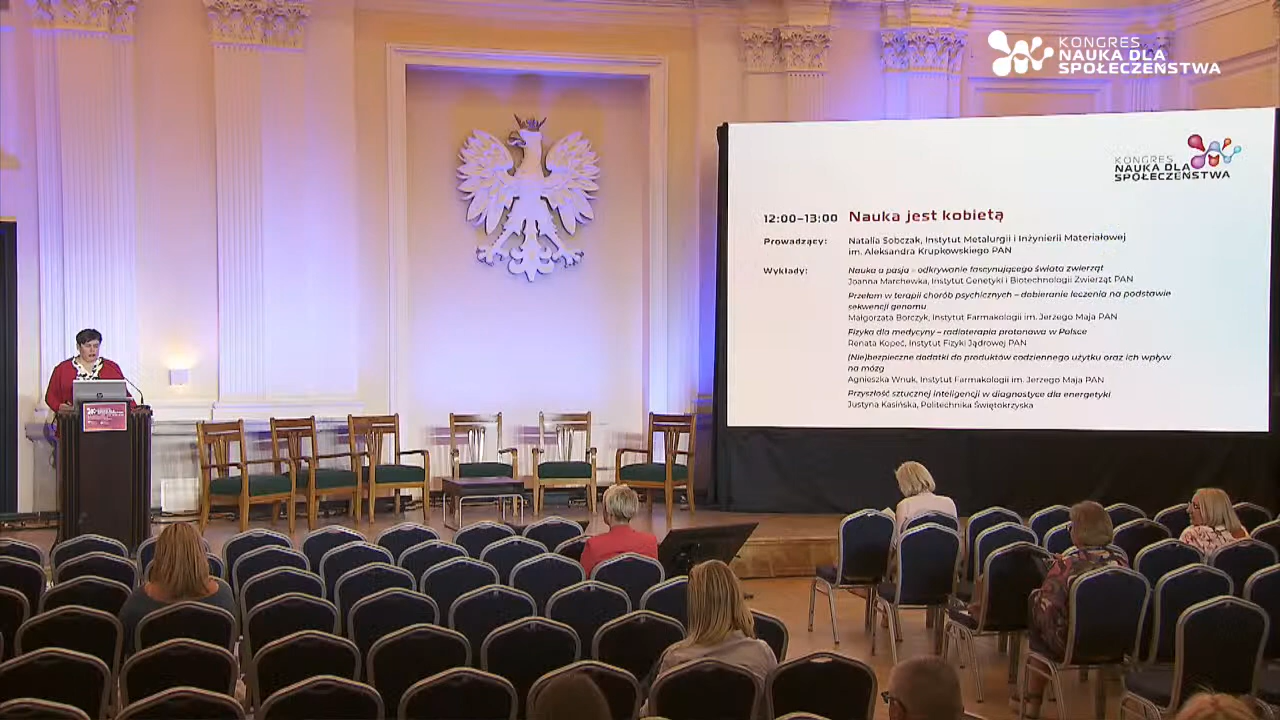 KONGRES
NAUKA DLA
SPOŁECZEŃSTWA
KONGRES
NAUKA DLA
SPOŁECZEŃSTWA
12:00–13:00 Nauka jest kobietą
Prowadzący: Natalia Sobczak, Instytut Metalurgii i Inżynierii Materiałowej
im. Aleksandra Krupkowskiego PAN
Wykłady: Nauka a pasja – odkrywanie fascynującego świata zwierząt
Joanna Marchewka, Instytut Genetyki i Biotechnologii Zwierząt PAN
Przełom w terapii chorób psychicznych – dobieranie leczenia na podstawie
sekwencji genomu
Małgorzata Borczyk, Instytut Farmakologii im. Jerzego Maja PAN
Fizyka dla medycyny – radioterapia protonowa w Polsce
Renata Kopeć, Instytut Fizyki Jądrowej PAN
(Nie)bezpieczne dodatki do produktów codziennego użytku oraz ich wpływ
na mózg
Agnieszka Wnuk, Instytut Farmakologii im. Jerzego Maja PAN
Przyszłość sztucznej inteligencji w diagnostyce dla energetyki
Justyna Kasińska, Politechnika Świętokrzyska